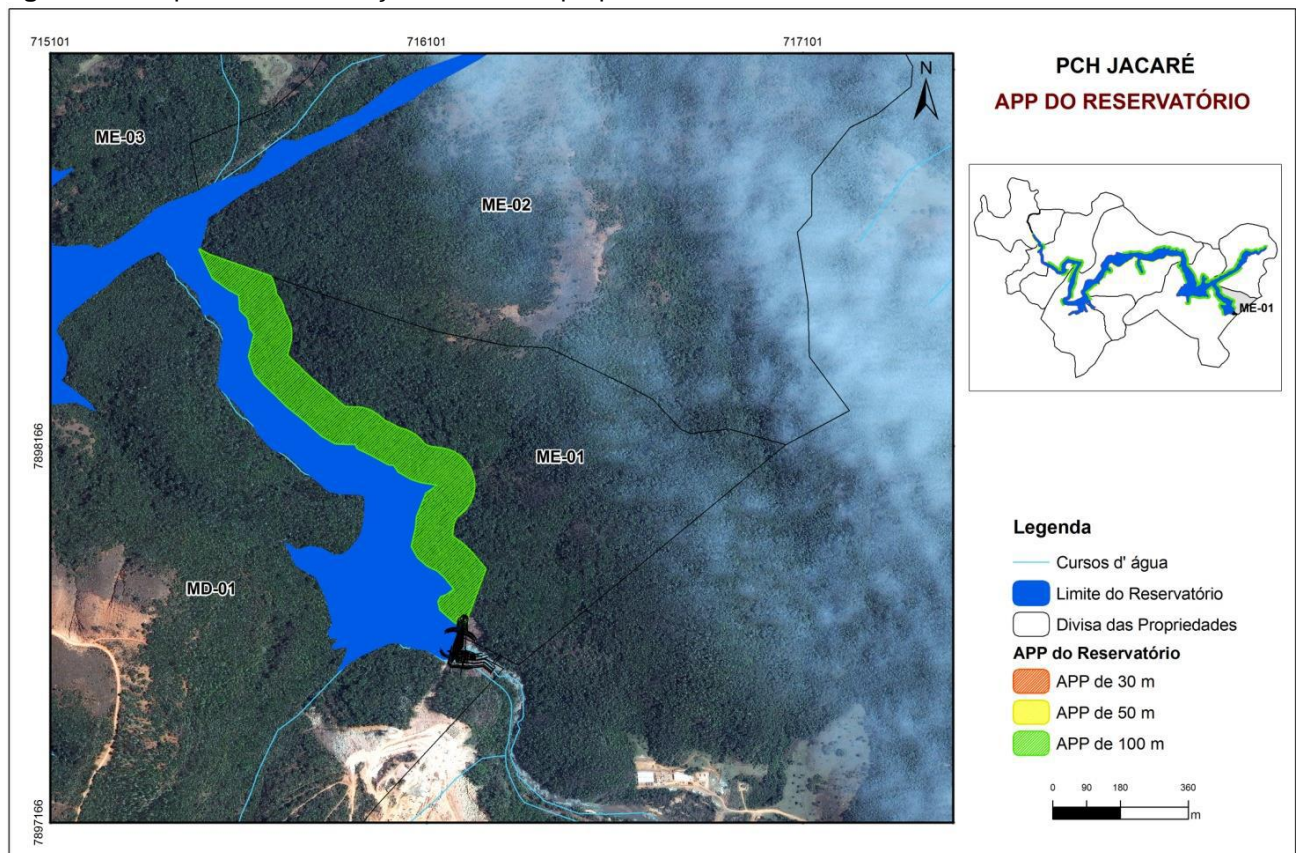 715101
716101
717101
7898166
7897166
ME-03
ME-02
ME-01
MD-01
N
PCH JACARÉ
APP DO RESERVATÓRIO
ME-01
Legenda
Cursos d' água
Limite do Reservatório
Divisa das Propriedades
APP do Reservatório
APP de 30 m
APP de 50 m
APP de 100 m
0 90 180 360
m